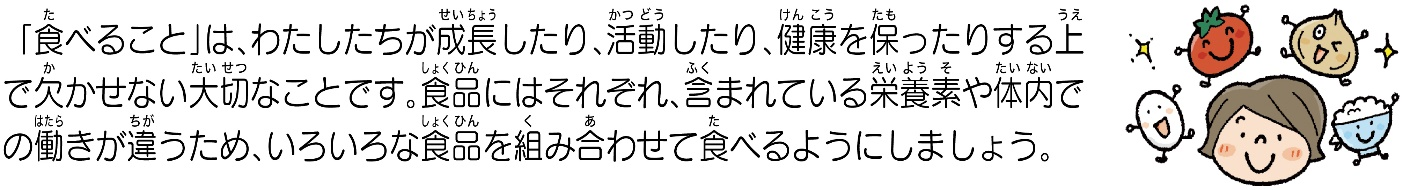 「食べること」は、わたしたちが成長したり、活動したり、健康を保ったりする上
で欠かせない大切なことです。食品にはそれぞれ、含まれている栄養素や体内で
の働きが違うため、いろいろな食品を組み合わせて食べるようにしましょう。